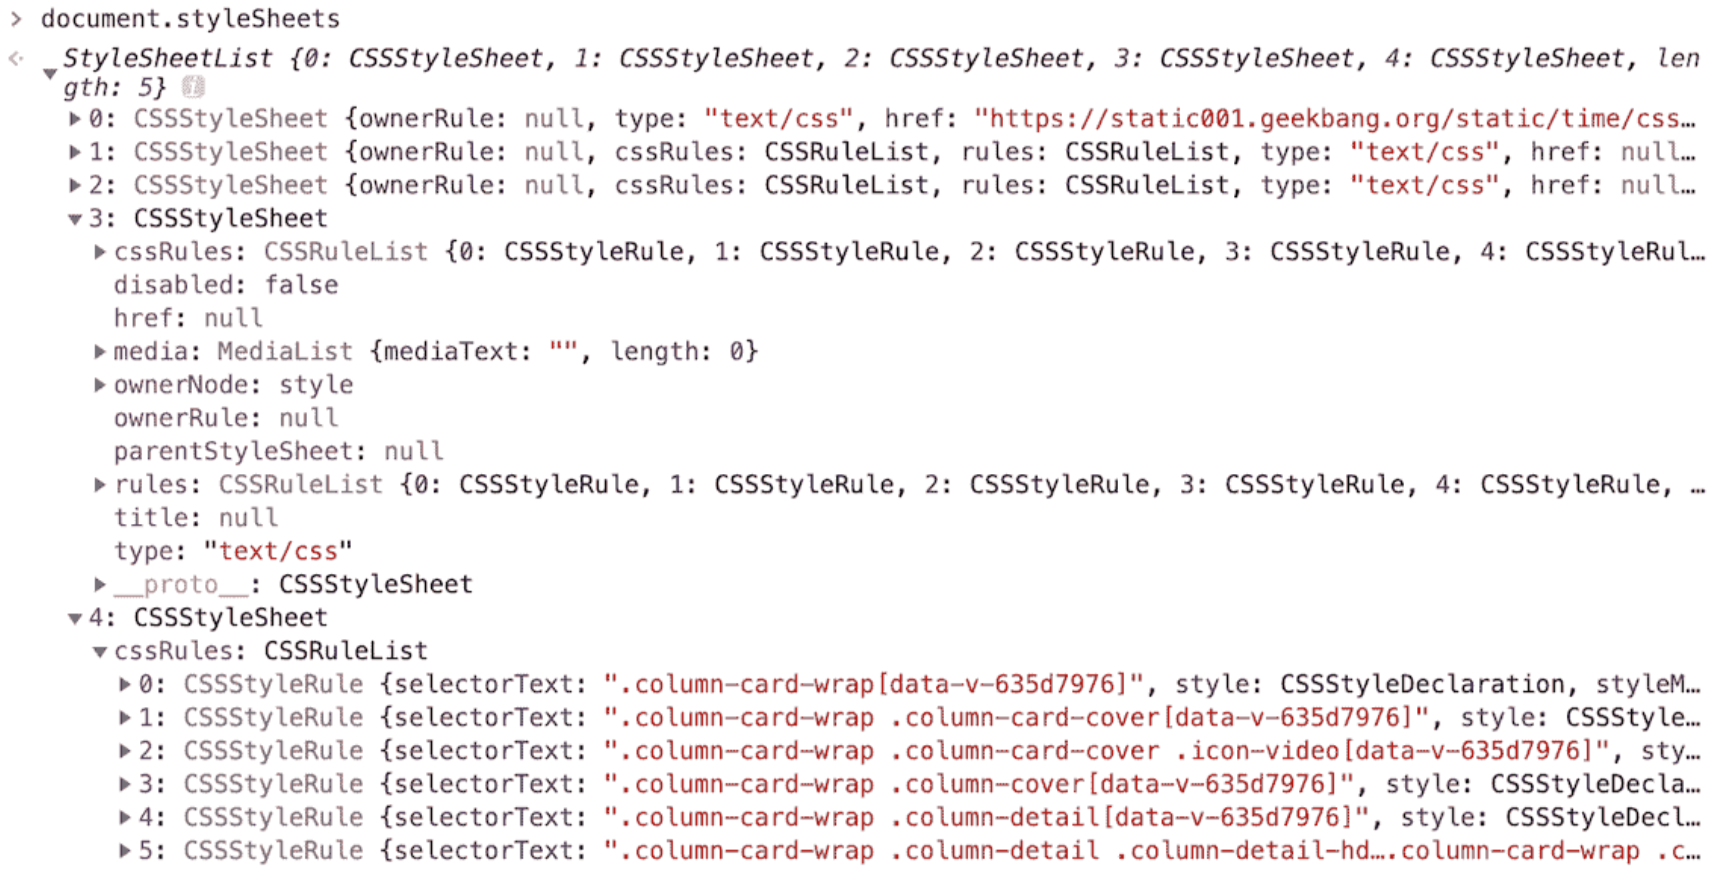 > document.styleSheets
StyleSheetList {0: CSSStyleSheet, 1: CSSStyleSheet, 2: CSSStyleSheet, 3: CSSStyleSheet, 4: CSSStyleSheet, len
gth: 5}
0: CSSStyleSheet {ownerRule: null, type: "text/css", href: "https://static001.geekbang.org/static/time/css…
1: CSSStyleSheet {ownerRule: null, cssRules: CSSRuleList, rules: CSSRuleList, type: "text/css", href: null…
2: CSSStyleSheet {ownerRule: null, cssRules: CSSRuleList, rules: CSSRuleList, type: "text/css", href: null…
3: CSSStyleSheet
cssRules: CSSRuleList {0: CSSStyleRule, 1: CSSStyleRule, 2: CSSStyleRule, 3: CSSStyleRule, 4: CSSStyleRul…
disabled: false
href: null
media: MediaList {mediaText: "", length: 0}
ownerNode: style
ownerRule: null
parentStyleSheet: null
rules: CSSRuleList {0: CSSStyleRule, 1: CSSStyleRule, 2: CSSStyleRule, 3: CSSStyleRule, 4: CSSStyleRule, …
title: null
type: "text/css"
__proto__: CSSStyleSheet
4: CSSStyleSheet
cssRules: CSSRuleList
0: CSSStyleRule {selectorText: ".column-card-wrap[data-v-635d7976]", style: CSSStyleDeclaration, styleM…
1: CSSStyleRule {selectorText: ".column-card-wrap .column-card-cover[data-v-635d7976]", style: CSSStyle…
2: CSSStyleRule {selectorText: ".column-card-wrap .column-card-cover .icon-video[data-v-635d7976]", sty…
3: CSSStyleRule {selectorText: ".column-card-wrap .column-cover[data-v-635d7976]", style: CSSStyleDecla…
4: CSSStyleRule {selectorText: ".column-card-wrap .column-detail[data-v-635d7976]", style: CSSStyleDecl…
5: CSSStyleRule {selectorText: ".column-card-wrap .column-detail .column-detail-hd….column-card-wrap .c…